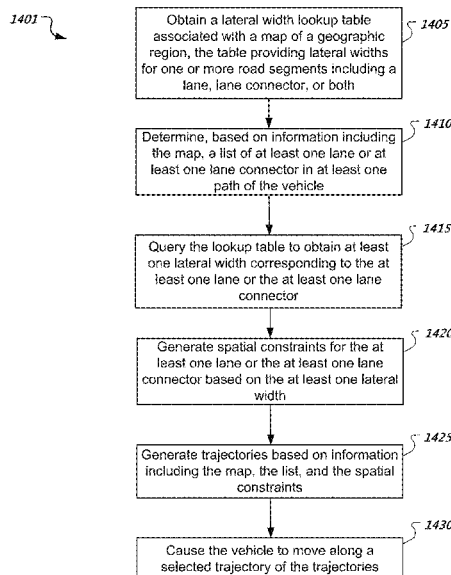 1401
Obtain a lateral width lookup table
associated with a map of a geographic
region, the table providing lateral widths
for one or more road segments including a
lane, lane connector, or both
1405
Determine, based on information including
the map, a list of at least one lane or at
least one lane connector in at least one
path of the vehicle
1410
Query the lookup table to obtain at least
one lateral width corresponding to the at
least one lane or the at least one lane
connector
1415
Generate spatial constraints for the at
least one lane or the at least one lane
connector based on the at least one lateral
width
1420
Generate trajectories based on information
including the map, the list, and the spatial
constraints
1425
Cause the vehicle to move along a
selected trajectory of the trajectories
1430